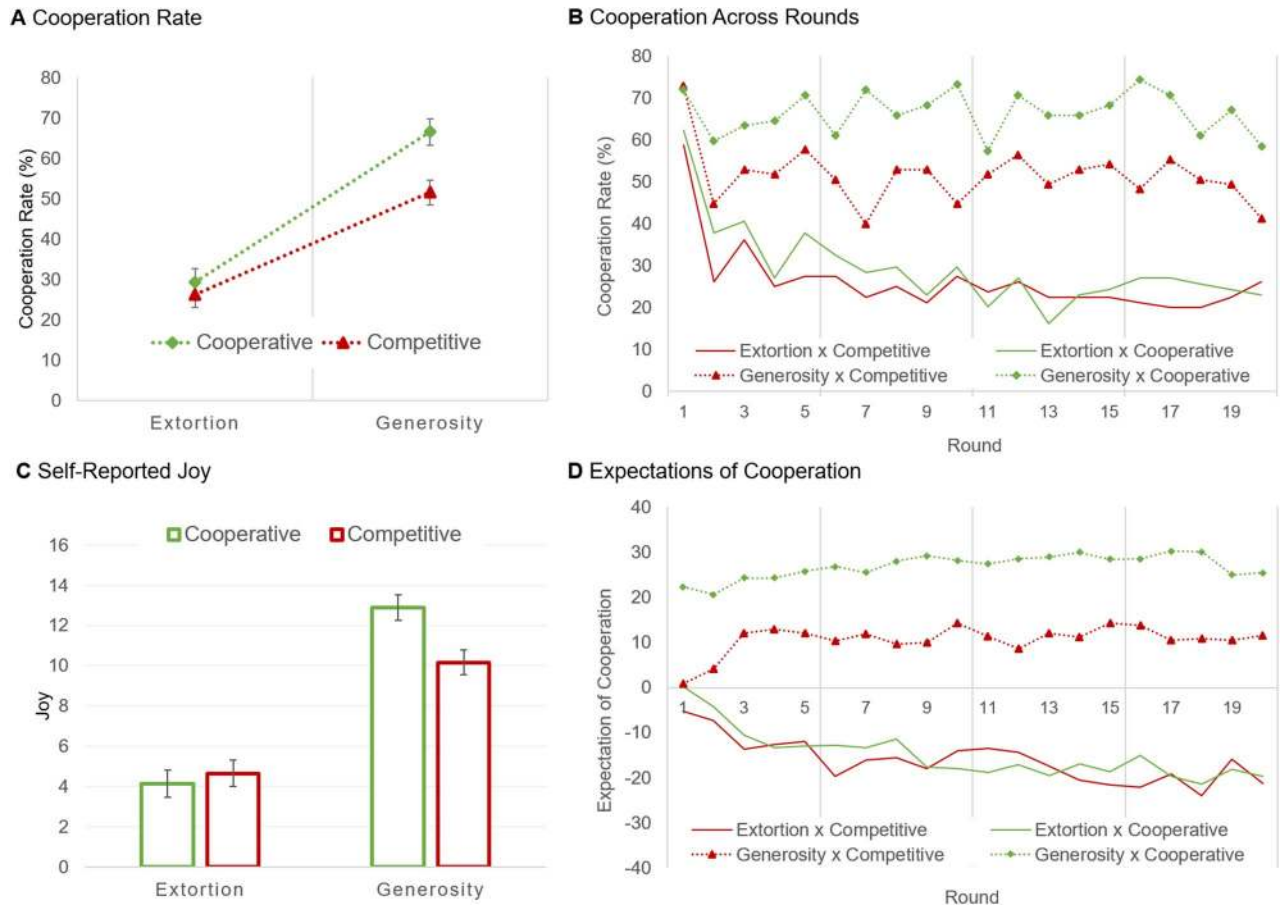 A Cooperation Rate
80
70
60
50
40
30
20
10
0
Cooperation Rate (%)
Cooperative Competitive
Extortion Generosity
B Cooperation Across Rounds
80
70
60
50
40
30
20
10
0
Cooperation Rate (%)
Extortion x Competitive Extortion x Cooperative
Generosity x Competitive Generosity x Cooperative
1 3 5 7 9 11 13 15 17 19
Round
C Self-Reported Joy
Cooperative Competitive
16
14
12
10
8
6
4
2
0
Joy
Extortion Generosity
D Expectations of Cooperation
40
30
20
10
0
-10
-20
-30
-40
Expectation of Cooperation
1 3 5 7 9 11 13 15 17 19
Extortion x Competitive Extortion x Cooperative
Generosity x Competitive Generosity x Cooperative
Round